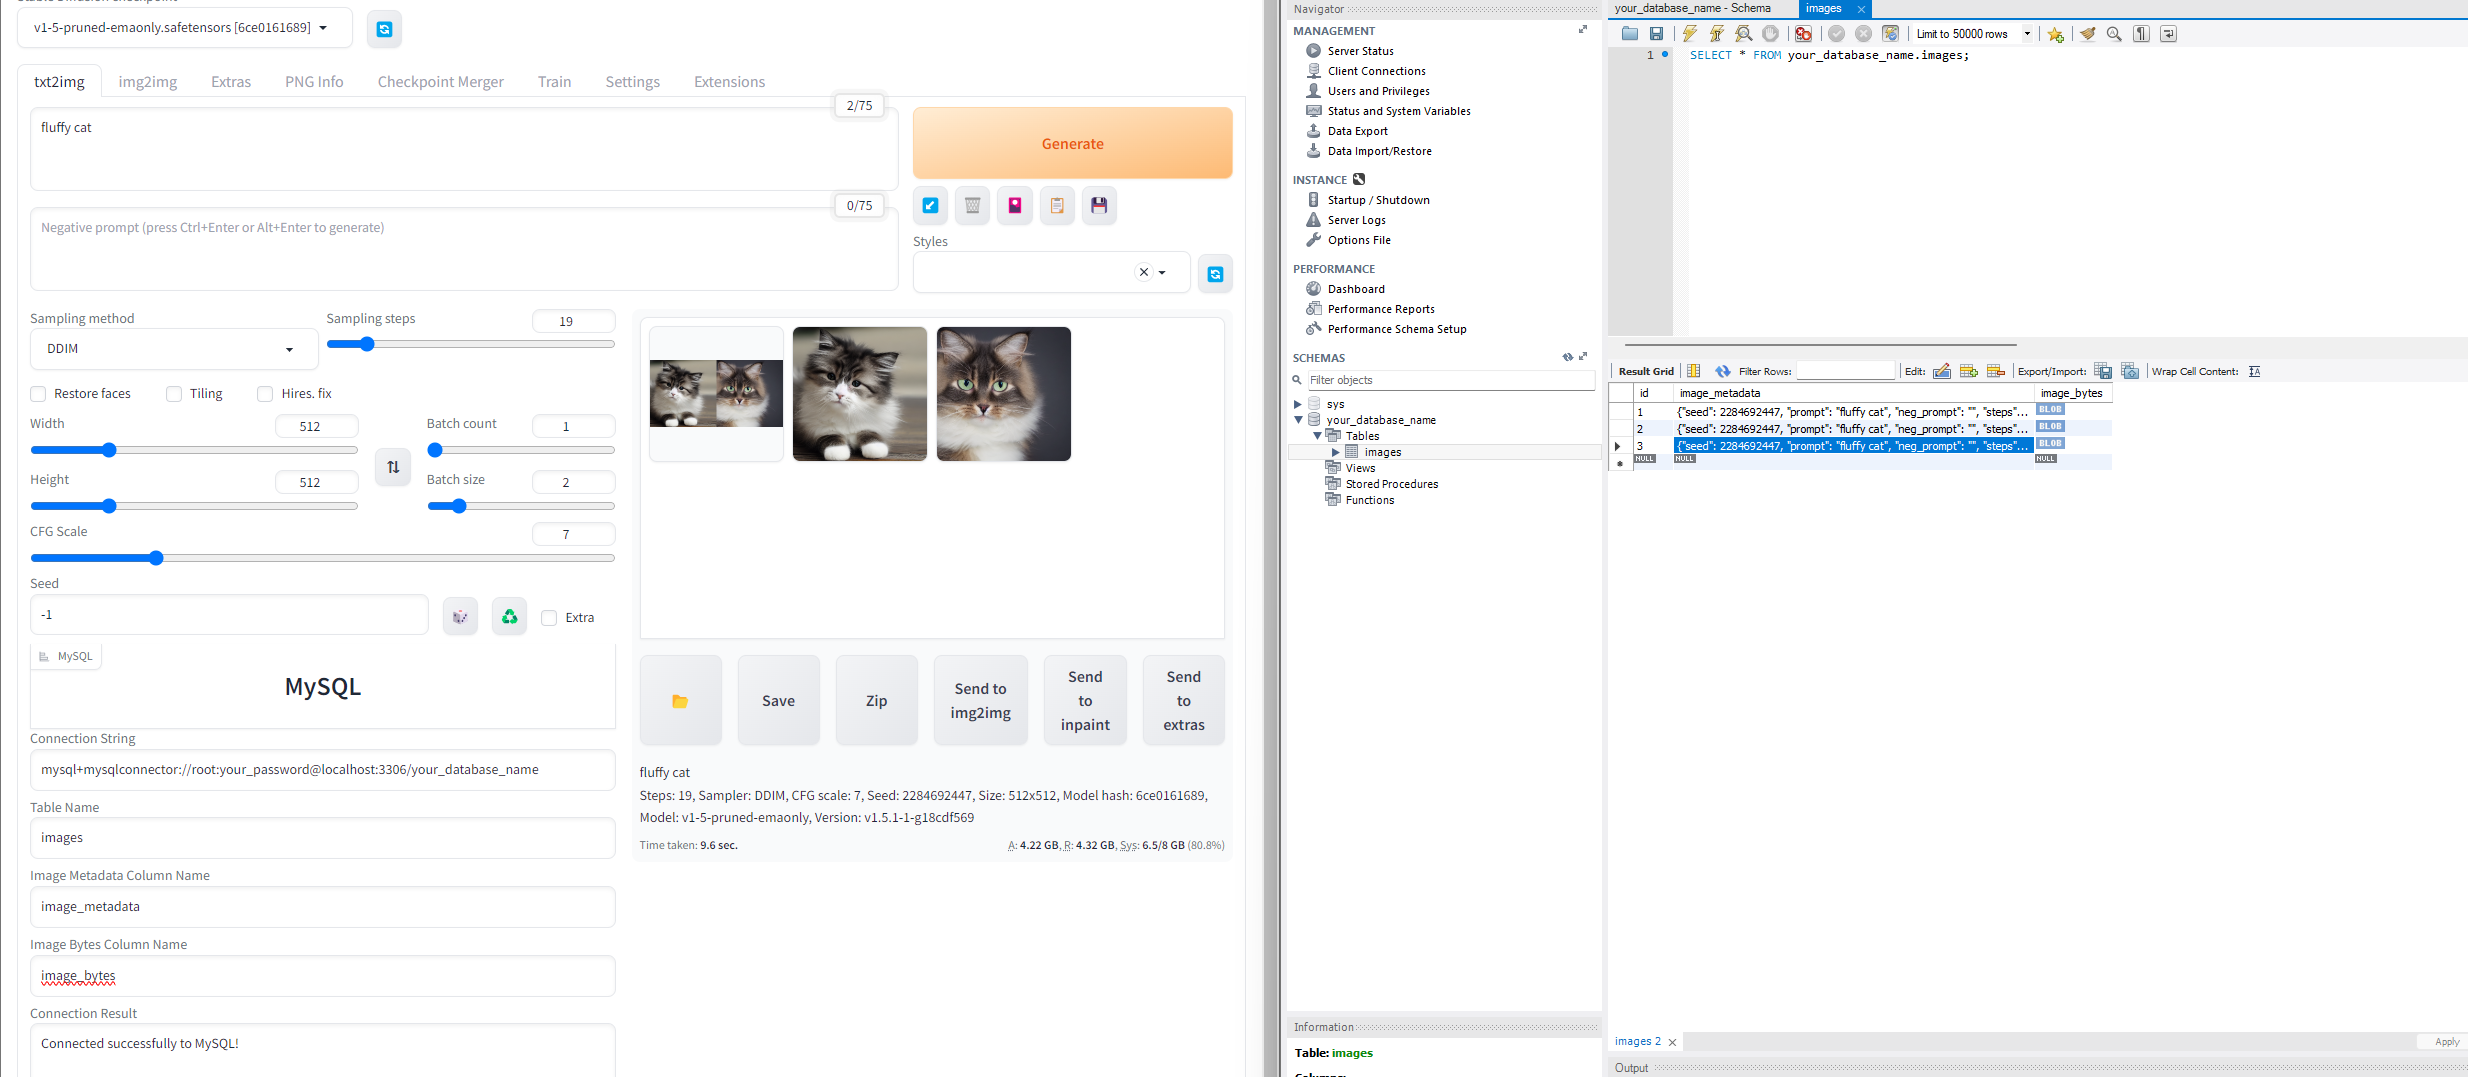 v1-5-pruned-emaonly.safetensors [6ce0161689]
txt2img
img2img
Extras
PNG Info
Checkpoint Merger
Train
Settings
Extensions
2/75
fluffy cat
Generate
0/75
Negative prompt (press Ctrl+Enter or Alt+Enter to generate)
Styles
Sampling method
Sampling steps
19
DDIM
Restore faces
Tiling
Hires. fix
Width
512
Batch count
1
Height
512
Batch size
2
CFG Scale
7
Seed
-1
Extra
MySQL
MySQL
Connection String
mysql+mysqlconnector://root:your_password@localhost:3306/your_database_name
Table Name
images
Image Metadata Column Name
image_metadata
Image Bytes Column Name
image_bytes
Connection Result
Connected successfully to MySQL!
Save
Zip
Send to
img2img
Send
to
inpaint
Send
to
extras
fluffy cat
Steps: 19, Sampler: DDIM, CFG scale: 7, Seed: 2284692447, Size: 512x512, Model hash: 6ce0161689,
Model: v1-5-pruned-emaonly, Version: v1.5.1-1-g18cdf569
Time taken: 9.6 sec.
A: 4.22 GB, R: 4.32 GB, Sys: 6.5/8 GB (80.8%)
Navigator
MANAGEMENT
Server Status
Client Connections
Users and Privileges
Status and System Variables
Data Export
Data Import/Restore
INSTANCE
Startup / Shutdown
Server Logs
Options File
PERFORMANCE
Dashboard
Performance Reports
Performance Schema Setup
SCHEMAS
Filter objects
sys
your_database_name
Tables
images
Views
Stored Procedures
Functions
Information
Table: images
your_database_name - Schema
images
Limit to 50000 rows
1
SELECT * FROM your_database_name.images;
Result Grid
Filter Rows:
Edit:
Export/Import:
Wrap Cell Content:
id image_metadata image_bytes
1 {"seed": 2284692447, "prompt": "fluffy cat", "neg_prompt": "", "steps"... BLOB
2 {"seed": 2284692447, "prompt": "fluffy cat", "neg_prompt": "", "steps"... BLOB
3 {"seed": 2284692447, "prompt": "fluffy cat", "neg_prompt": "", "steps"... BLOB
NULL NULL NULL
images 2
Apply
Output